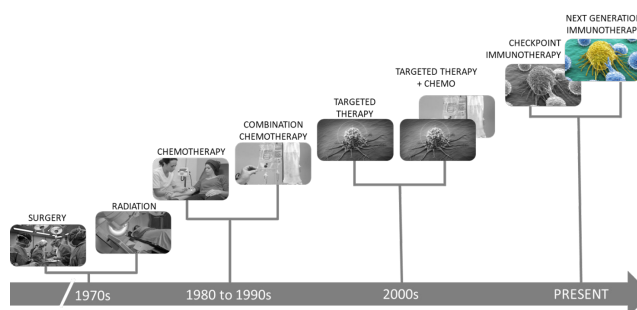 NEXT GENERATION
IMMUNOTHERAPY
CHECKPOINT
IMMUNOTHERAPY
TARGETED THERAPY
+ CHEMO
TARGETED
THERAPY
COMBINATION
CHEMOTHERAPY
CHEMOTHERAPY
RADIATION
SURGERY
1970s
1980 to 1990s
2000s
PRESENT